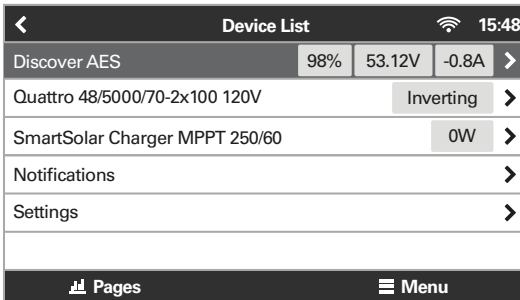 Device List 15:48
Discover AES 98% 53.12V -0.8A
Quattro 48/5000/70-2x100 120V Inverting
SmartSolar Charger MPPT 250/60 0W
Notifications
Settings
Pages Menu